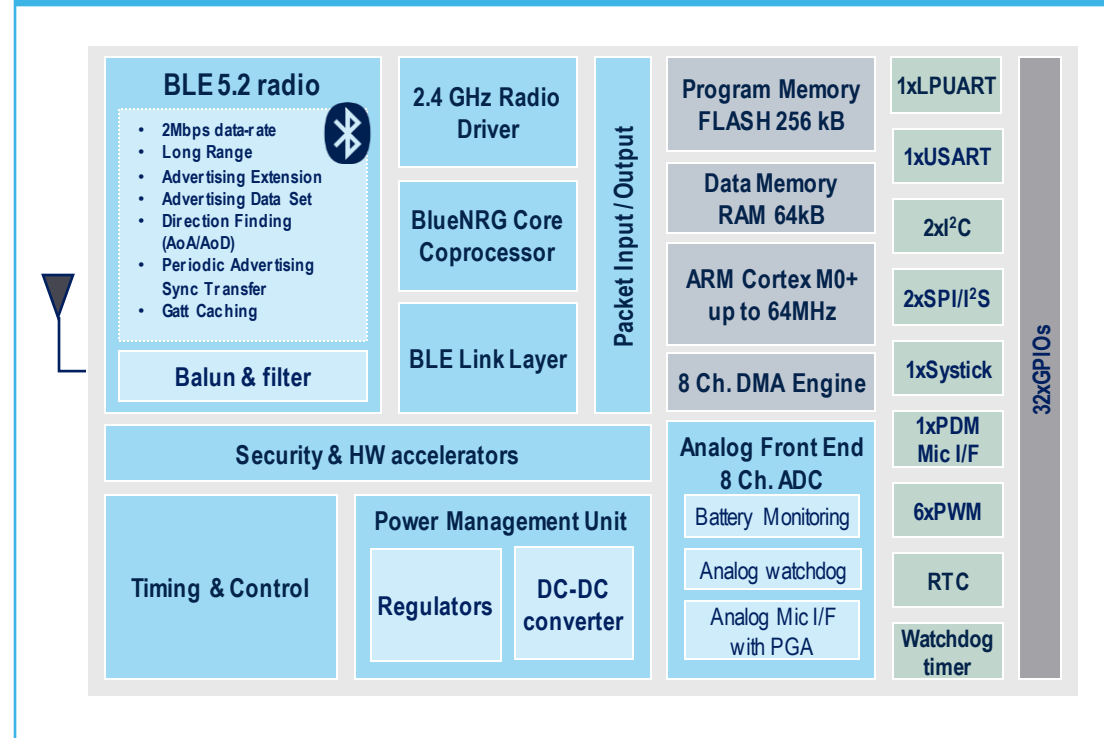 BLE 5.2 radio
• 2Mbps data-rate
• Long Range
• Advertising Extension
• Advertising Data Set
• Direction Finding
(AoA/AoD)
• Periodic Advertising
Sync Transfer
• Gatt Caching
Balun & filter
2.4 GHz Radio
Driver
BlueNRG Core
Coprocessor
BLE Link Layer
Packet Input / Output
Security & HW accelerators
Timing & Control
Power Management Unit
Regulators
DC-DC
converter
Program Memory
FLASH 256 kB
Data Memory
RAM 64kB
ARM Cortex M0+
up to 64MHz
8 Ch. DMA Engine
Analog Front End
8 Ch. ADC
Battery Monitoring
Analog watchdog
Analog Mic I/F
with PGA
1xLPUART
1xUSART
2xI²C
2xSPI/I²S
1xSystick
1xPDM
Mic I/F
6xPWM
RTC
Watchdog
timer
32xGPIOs